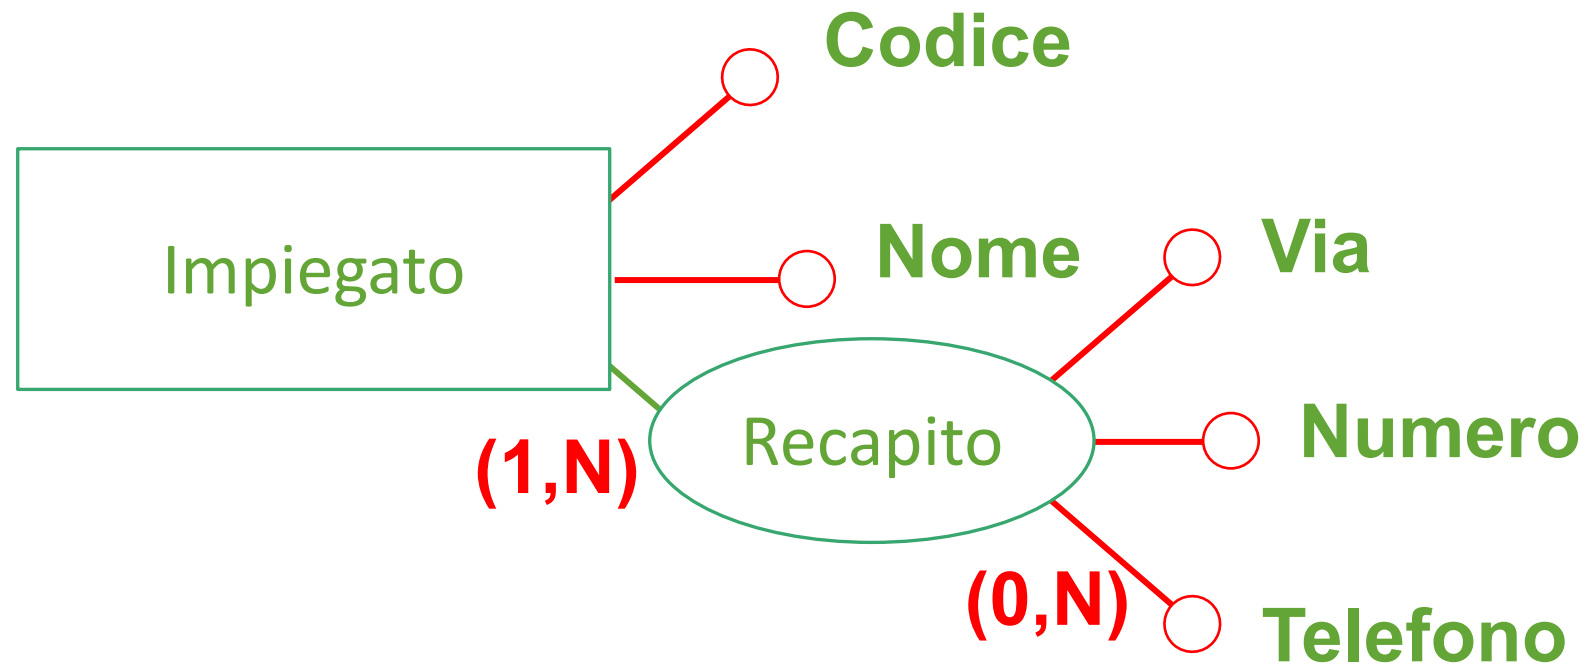 Codice
Impiegato
Nome
Via
(1,N)
Recapito
Numero
(0,N)
Telefono